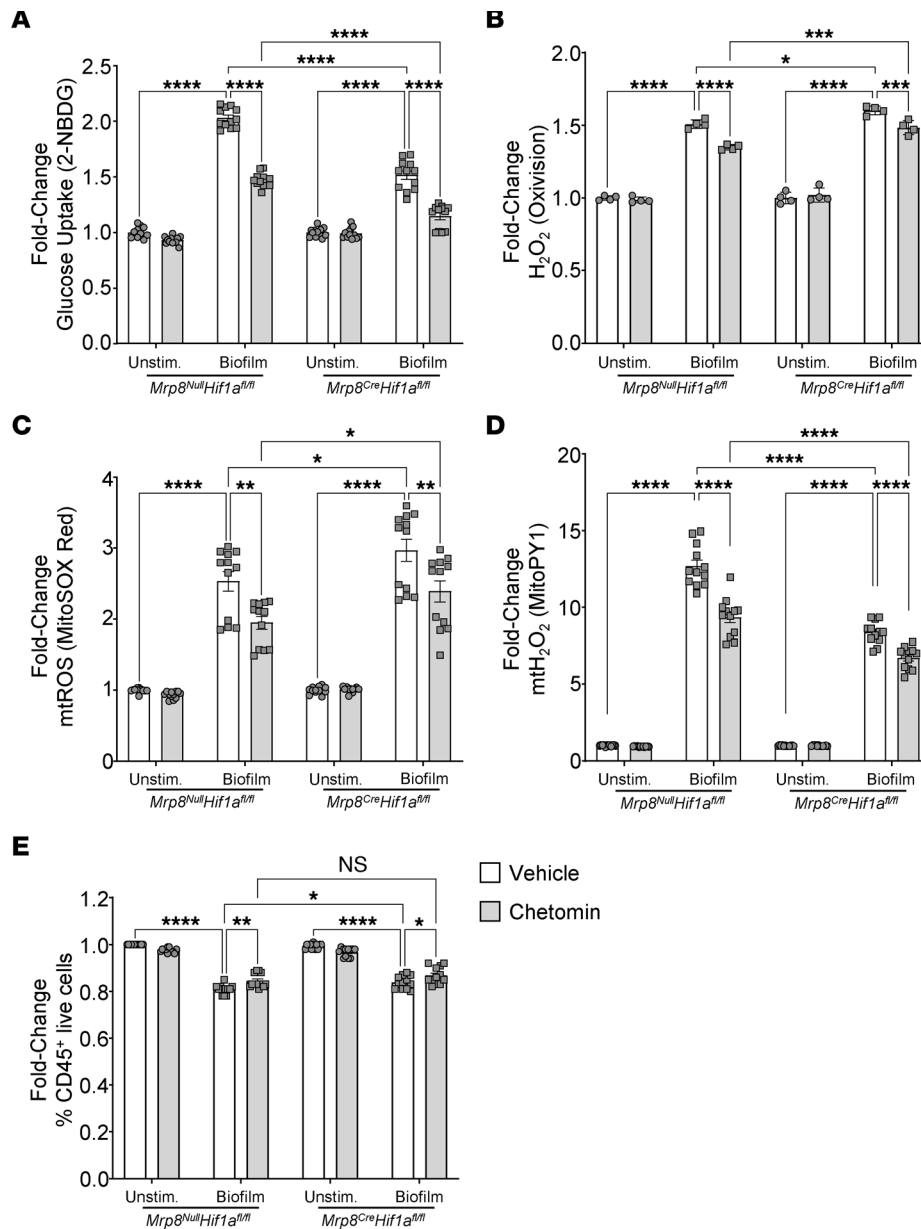 A
Fold-Change
Glucose Uptake (2-NBDG)
2.5
2.0
1.5
1.0
0.5
0.0
****
****
****
****
****
****
Unstim.
Biofilm
Unstim.
Biofilm
Mrp8NullHif1afl/fl
Mrp8CreHif1afl/fl
B
Fold-Change
H2O2 (Oxivision)
2.0
1.5
1.0
0.5
0.0
***
*
****
****
****
***
Unstim.
Biofilm
Unstim.
Biofilm
Mrp8NullHif1afl/fl
Mrp8CreHif1afl/fl
C
Fold-Change
mtROS (MitoSOX Red)
4
3
2
1
0
*
*
****
**
****
**
Unstim.
Biofilm
Unstim.
Biofilm
Mrp8NullHif1afl/fl
Mrp8CreHif1afl/fl
D
Fold-Change
mtH2O2 (MitoPY1)
20
15
10
5
0
****
****
****
****
****
****
Unstim.
Biofilm
Unstim.
Biofilm
Mrp8NullHif1afl/fl
Mrp8CreHif1afl/fl
E
Fold-Change
% CD45+ live cells
1.2
1.0
0.8
0.6
0.4
0.2
0.0
NS
*
****
**
****
*
Unstim.
Biofilm
Unstim.
Biofilm
Mrp8NullHif1afl/fl
Mrp8CreHif1afl/fl
Vehicle
Chetomin